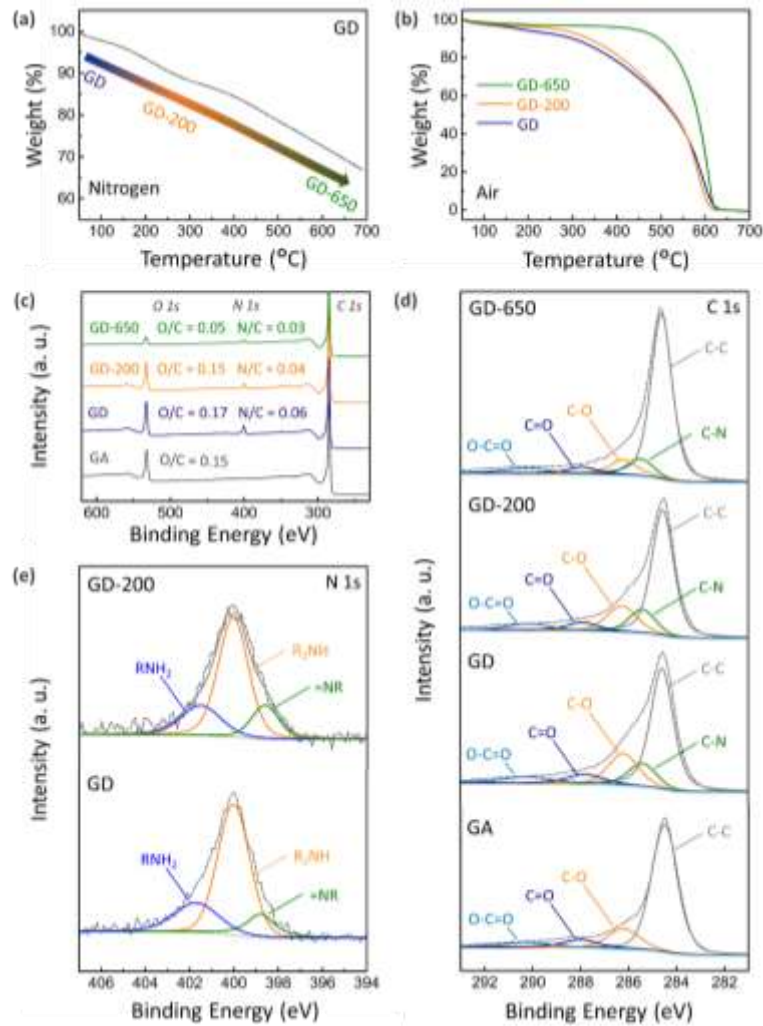 (a)
GD
100
90
80
70
60
Weight (%)
GD
GD-200
GD-650
Nitrogen
100 200 300 400 500 600 700
Temperature (°C)
(b)
100
80
60
40
20
0
Weight (%)
GD-650
GD-200
GD
Air
100 200 300 400 500 600 700
Temperature (°C)
(c)
O 1s N 1s C 1s
GD-650 O/C = 0.05 N/C = 0.03
GD-200 O/C = 0.15 N/C = 0.04
GD O/C = 0.17 N/C = 0.06
GA O/C = 0.15
Intensity (a. u.)
600 500 400 300
Binding Energy (eV)
(d)
GD-650 C 1s
C-C
C-N
C-O
C=O
O-C=O
GD-200
C-C
C-N
C-O
C=O
O-C=O
GD
C-C
C-N
C-O
C=O
O-C=O
GA
C-C
C-O
C=O
O-C=O
Intensity (a. u.)
292 290 288 286 284 282
Binding Energy (eV)
(e)
GD-200 N 1s
RNH2
R2NH
=NR
GD
RNH2
R2NH
=NR
Intensity (a. u.)
406 404 402 400 398 396 394
Binding Energy (eV)